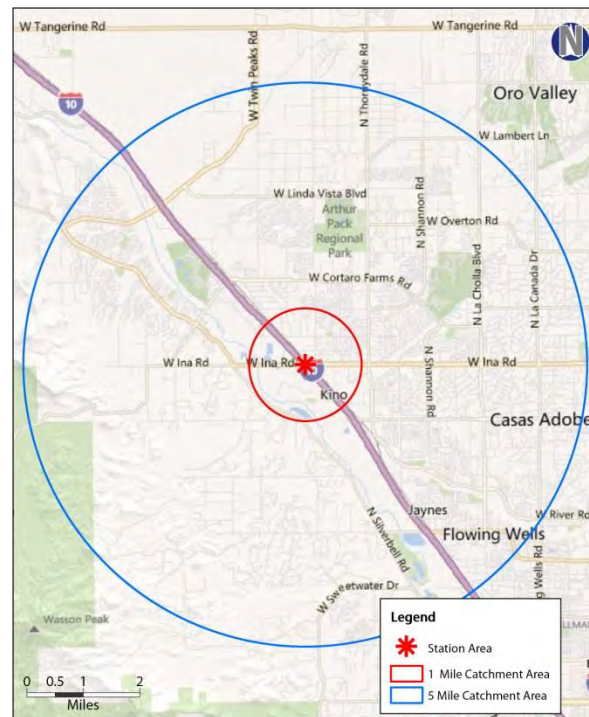 W Tangerine Rd
W Tangerine Rd
N
10
W Twin Peaks Rd
N Thornydale Rd
Oro Valley
W Lambert Ln
W Linda Vista Blvd
Arthur
Pack
Regional
Park
N Shannon Rd
W Overton Rd
N La Cholla Blvd
N La Canada Dr
W Cortaro Farms Rd
W Ina Rd
W Ina Rd
W Ina Rd
Kino
N Shannon Rd
Casas Adobe
Jaynes
W River Rd
N Silverbell Rd
Flowing Wells
ng Wells Rd
W Sweetwater Dr
Wasson Peak
Legend
Station Area
1 Mile Catchment Area
5 Mile Catchment Area
0 0.5 1 2
Miles